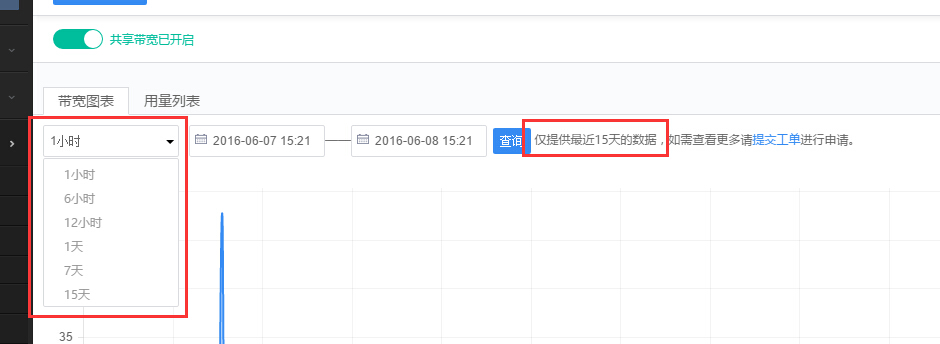 共享带宽已开启
带宽图表 用量列表
1小时 2016-06-07 15:21 2016-06-08 15:21 查询 仅提供最近15天的数据，如需查看更多请提交工单进行申请。
1小时
6小时
12小时
1天
7天
15天
35